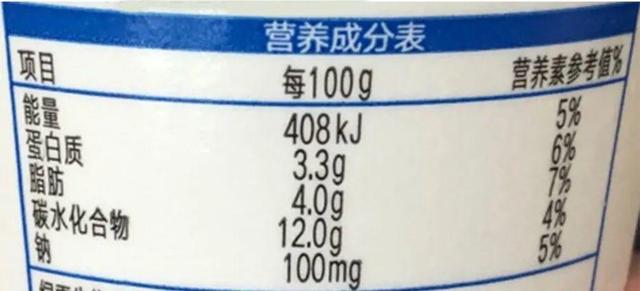 营养成分表
项目 每100g 营养素参考值%
能量 408kJ 5%
蛋白质 3.3g 6%
脂肪 4.0g 7%
碳水化合物 12.0g 4%
钠 100mg 5%